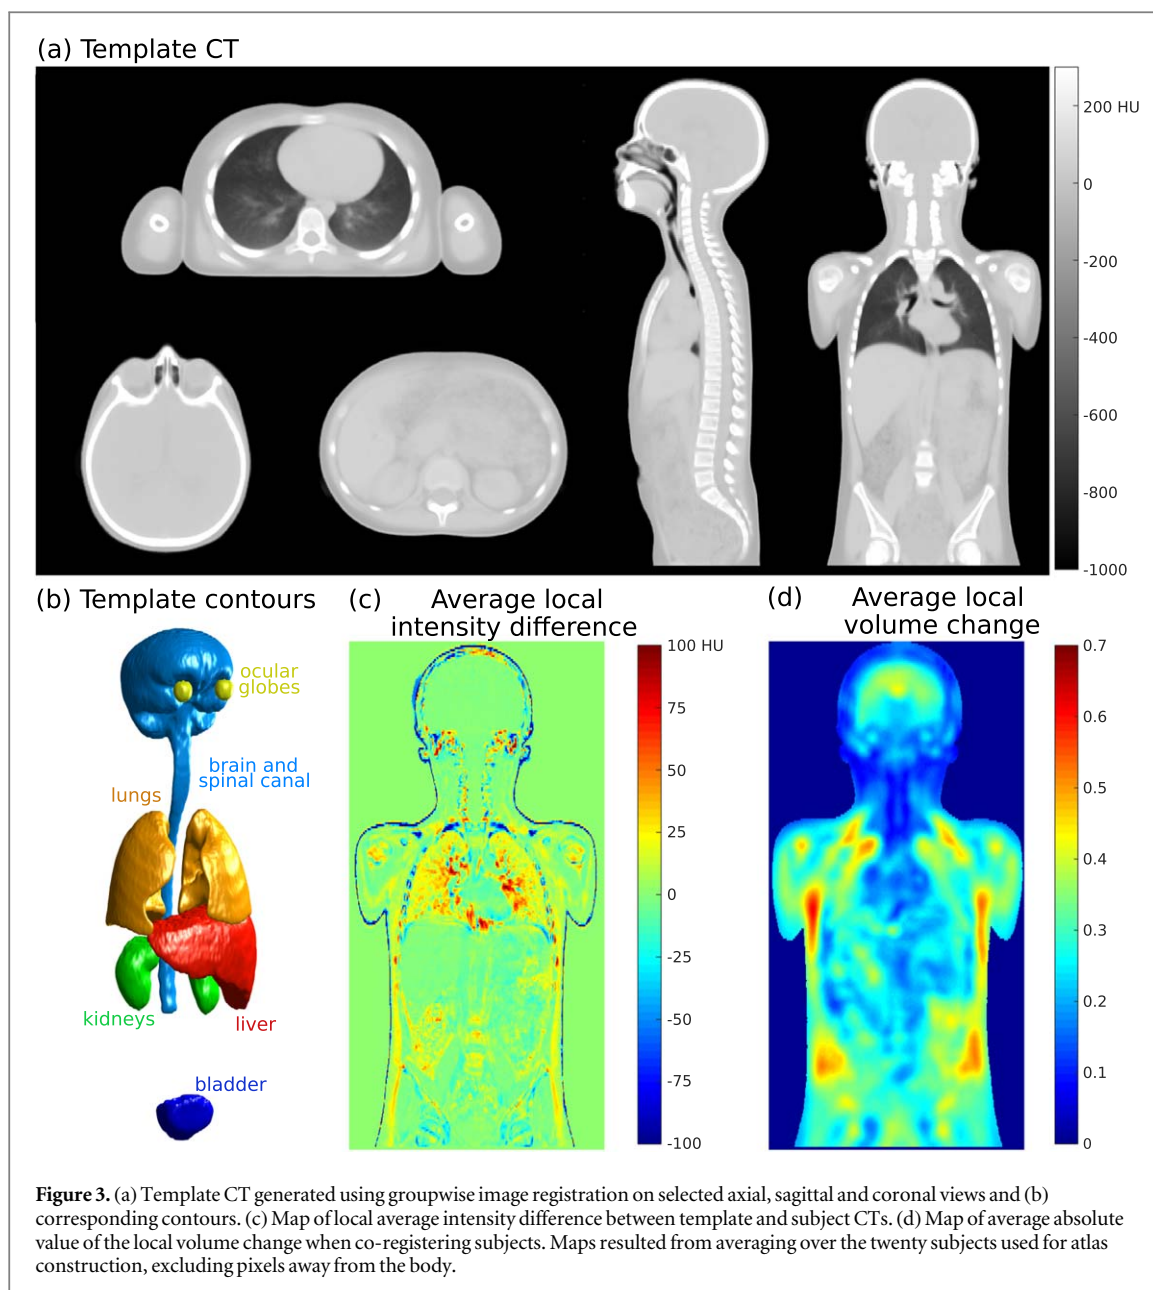 (a) Template CT
200 HU
0
-200
-400
-600
-800
-1000
(b) Template contours
ocular
globes
brain and
spinal canal
lungs
kidneys
liver
bladder
(c) Average local
intensity difference
100 HU
75
50
25
0
-25
-50
-75
-100
(d) Average local
volume change
0.7
0.6
0.5
0.4
0.3
0.2
0.1
0
Figure 3. (a) Template CT generated using groupwise image registration on selected axial, sagittal and coronal views and (b)
corresponding contours. (c) Map of local average intensity difference between template and subject CTs. (d) Map of average absolute
value of the local volume change when co-registering subjects. Maps resulted from averaging over the twenty subjects used for atlas
construction, excluding pixels away from the body.